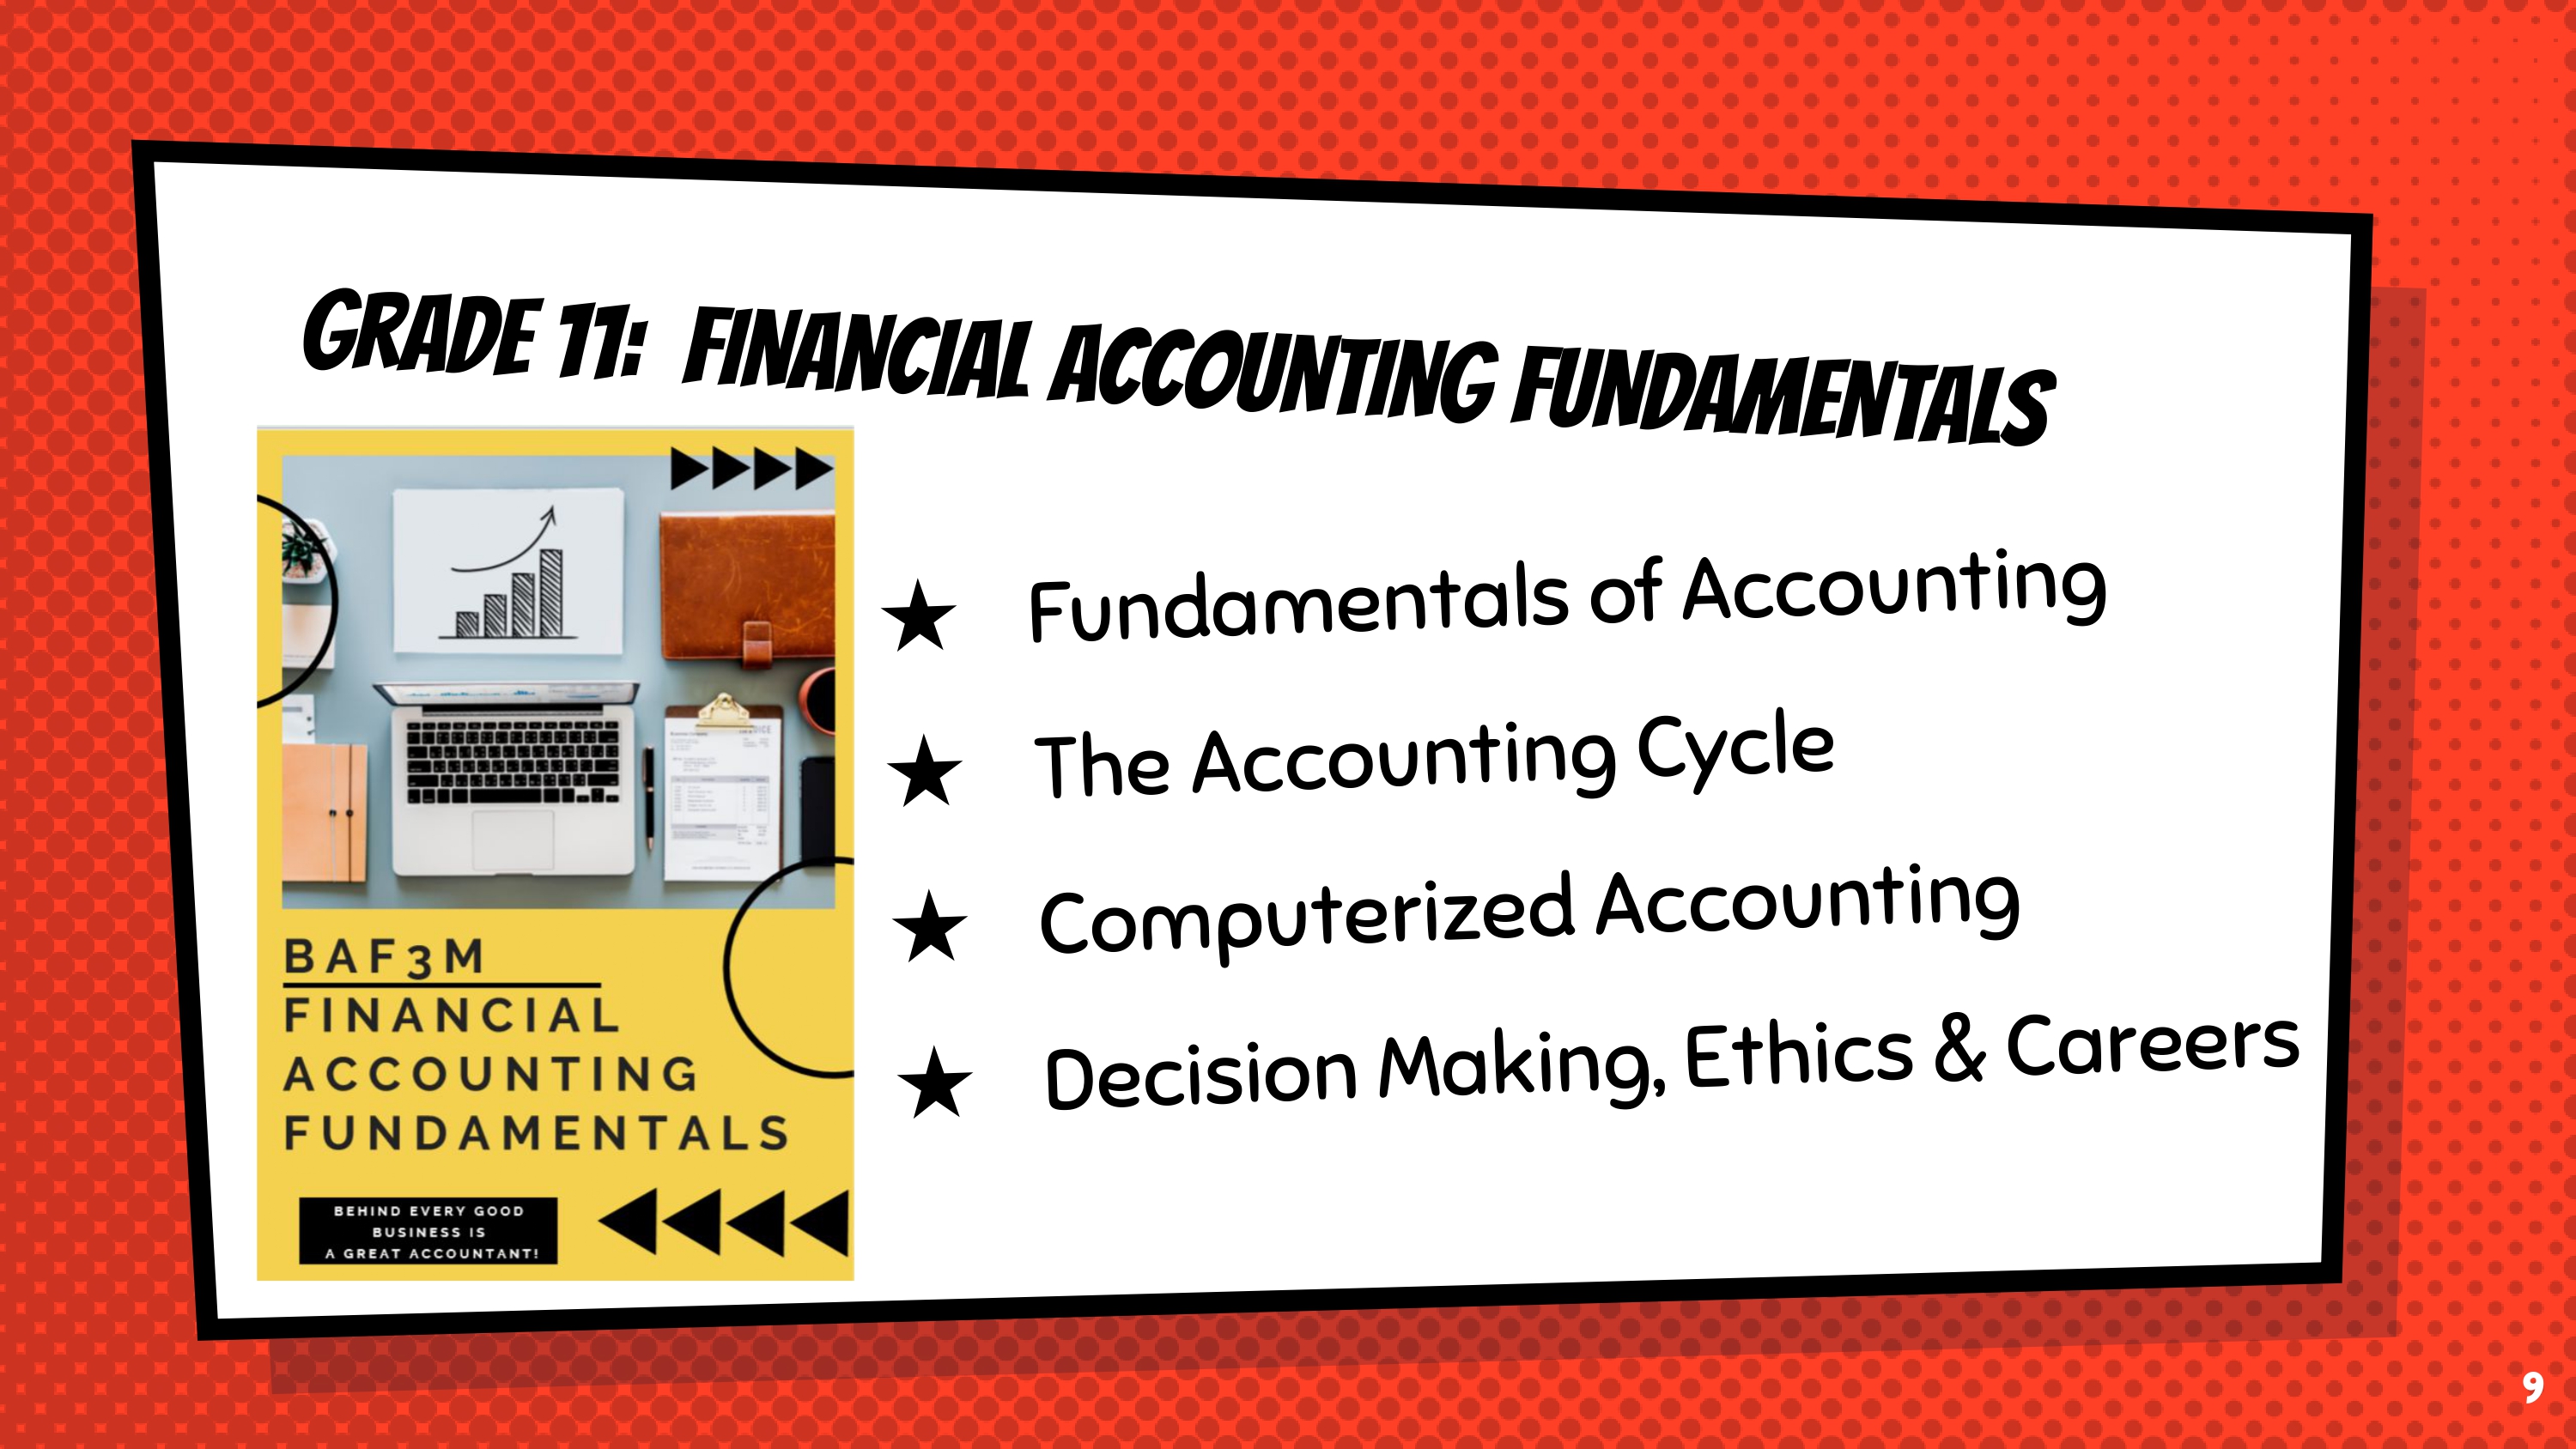 GRADE 11: FINANCIAL ACCOUNTING FUNDAMENTALS
★ Fundamentals of Accounting
★ The Accounting Cycle
★ Computerized Accounting
★ Decision Making, Ethics & Careers
BAF3M
FINANCIAL
ACCOUNTING
FUNDAMENTALS
BEHIND EVERY GOOD
BUSINESS IS
A GREAT ACCOUNTANT!
9